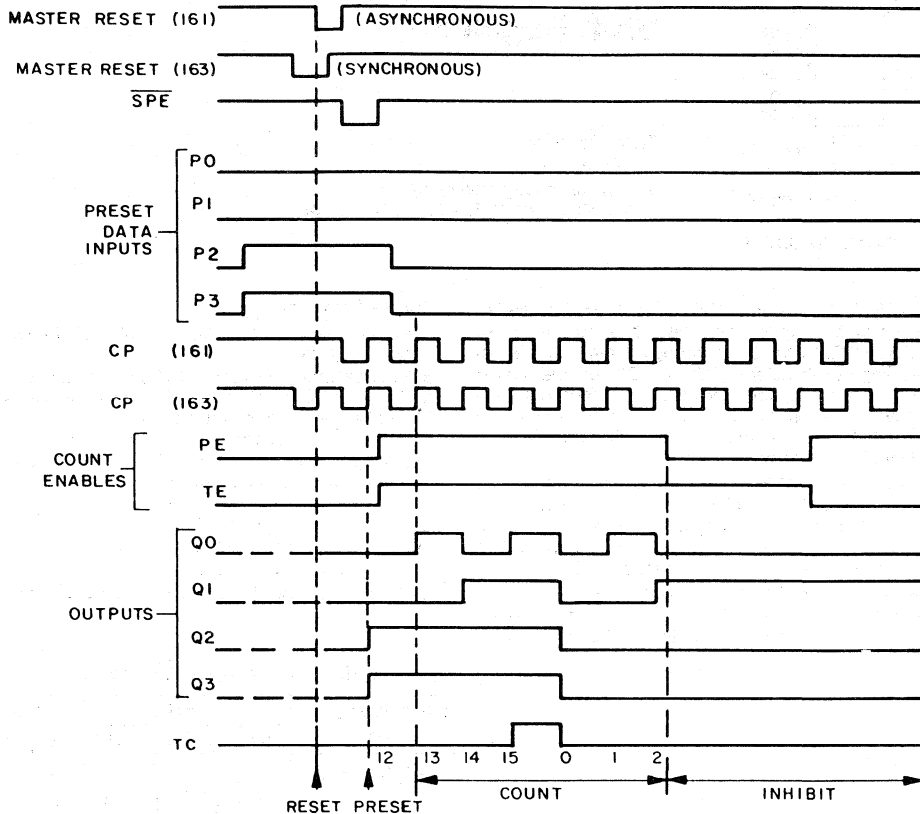 MASTER RESET (161)
(ASYNCHRONOUS)
MASTER RESET (163)
(SYNCHRONOUS)
SPE
P0
P1
PRESET
DATA
INPUTS
P2
P3
CP (161)
CP (163)
PE
COUNT
ENABLES
TE
Q0
Q1
OUTPUTS
Q2
Q3
TC
12 13 14 15 0 1 2
RESET PRESET
COUNT
INHIBIT